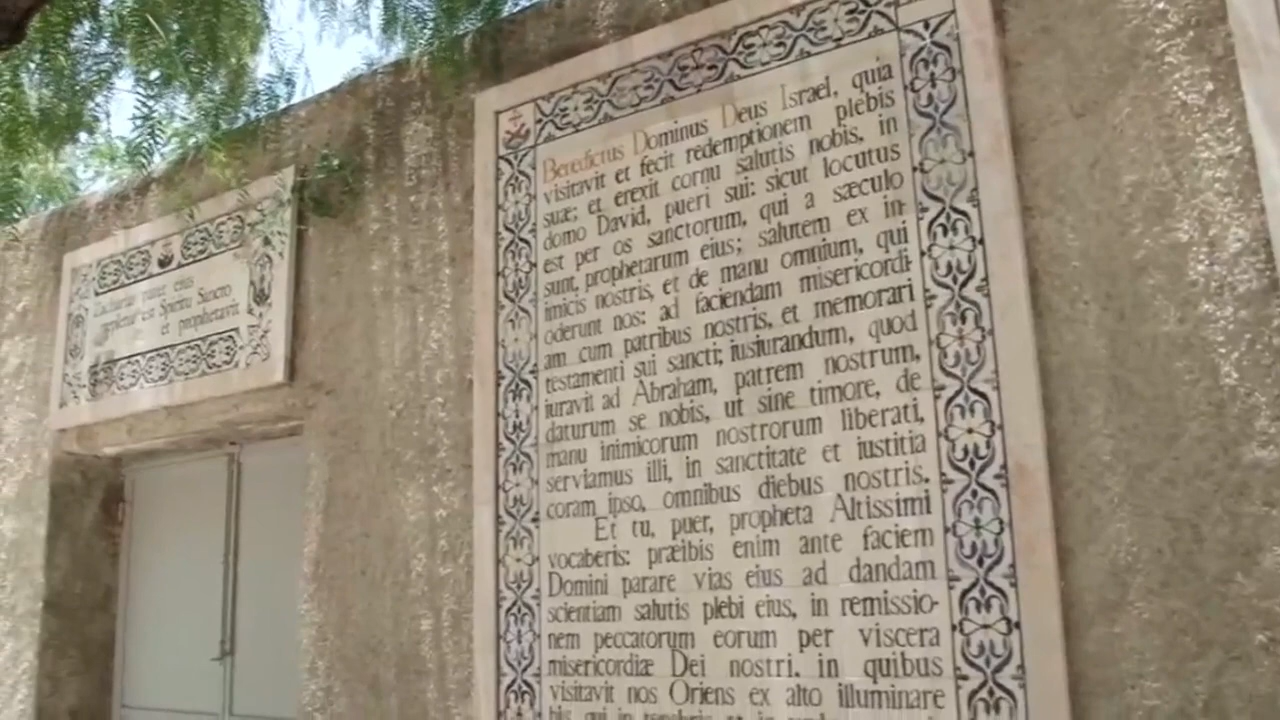 Zacharias pater eius
repletus est Spiritu Sancto
et prophetavit
Benedictus Dominus Deus Israel, quia
visitavit et fecit redemptionem plebis
suæ; et erexit cornu salutis nobis, in
domo David, pueri sui: sicut locutus
est per os sanctorum, qui a sæculo
sunt, prophetarum eius; salutem ex in-
imicis nostris, et de manu omnium, qui
oderunt nos: ad faciendam misericordi-
am cum patribus nostris, et memorari
testamenti sui sancti; iusiurandum, quod
iuravit ad Abraham, patrem nostrum,
daturum se nobis, ut sine timore, de
manu inimicorum nostrorum liberati,
serviamus illi, in sanctitate et iustitia
coram ipso, omnibus diebus nostris.
Et tu, puer, propheta Altissimi
vocaberis: præibis enim ante faciem
Domini parare vias eius ad dandam
scientiam salutis plebi eius, in remissio-
nem peccatorum eorum per viscera
misericordiæ Dei nostri, in quibus
visitavit nos Oriens ex alto illuminare